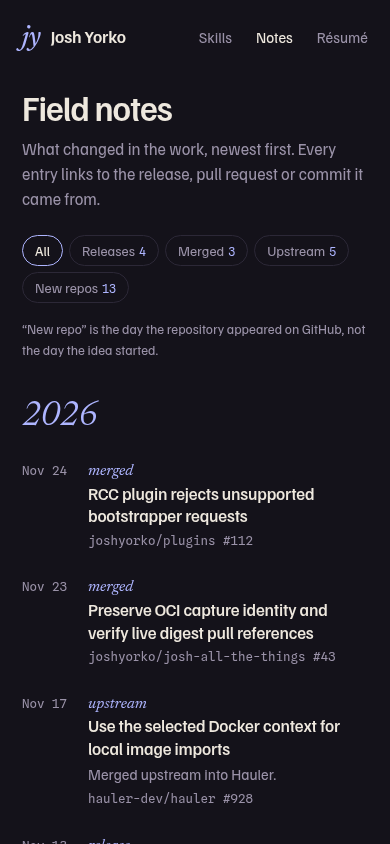 jy Josh Yorko Skills Notes Résumé
Field notes
What changed in the work, newest first. Every
entry links to the release, pull request or commit it
came from.
All Releases 4 Merged 3 Upstream 5
New repos 13
“New repo” is the day the repository appeared on GitHub, not
the day the idea started.
2026
Nov 24 merged
RCC plugin rejects unsupported
bootstrapper requests
joshyorko/plugins #112
Nov 23 merged
Preserve OCI capture identity and
verify live digest pull references
joshyorko/josh-all-the-things #43
Nov 17 upstream
Use the selected Docker context for
local image imports
Merged upstream into Hauler.
hauler-dev/hauler #928